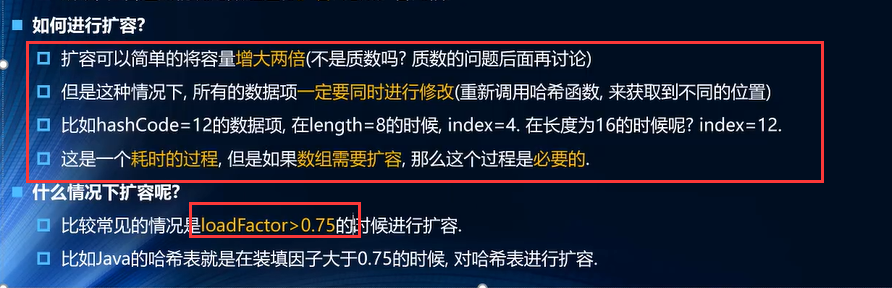 如何进行扩容?
扩容可以简单的将容量增大两倍(不是质数吗? 质数的问题后面再讨论)
但是这种情况下, 所有的数据项一定要同时进行修改(重新调用哈希函数, 来获取到不同的位置)
比如hashCode=12的数据项, 在length=8的时候, index=4. 在长度为16的时候呢? index=12.
这是一个耗时的过程, 但是如果数组需要扩容, 那么这个过程是必要的.
什么情况下扩容呢?
比较常见的情况是loadFactor>0.75的时候进行扩容.
比如Java的哈希表就是在装填因子大于0.75的时候, 对哈希表进行扩容.